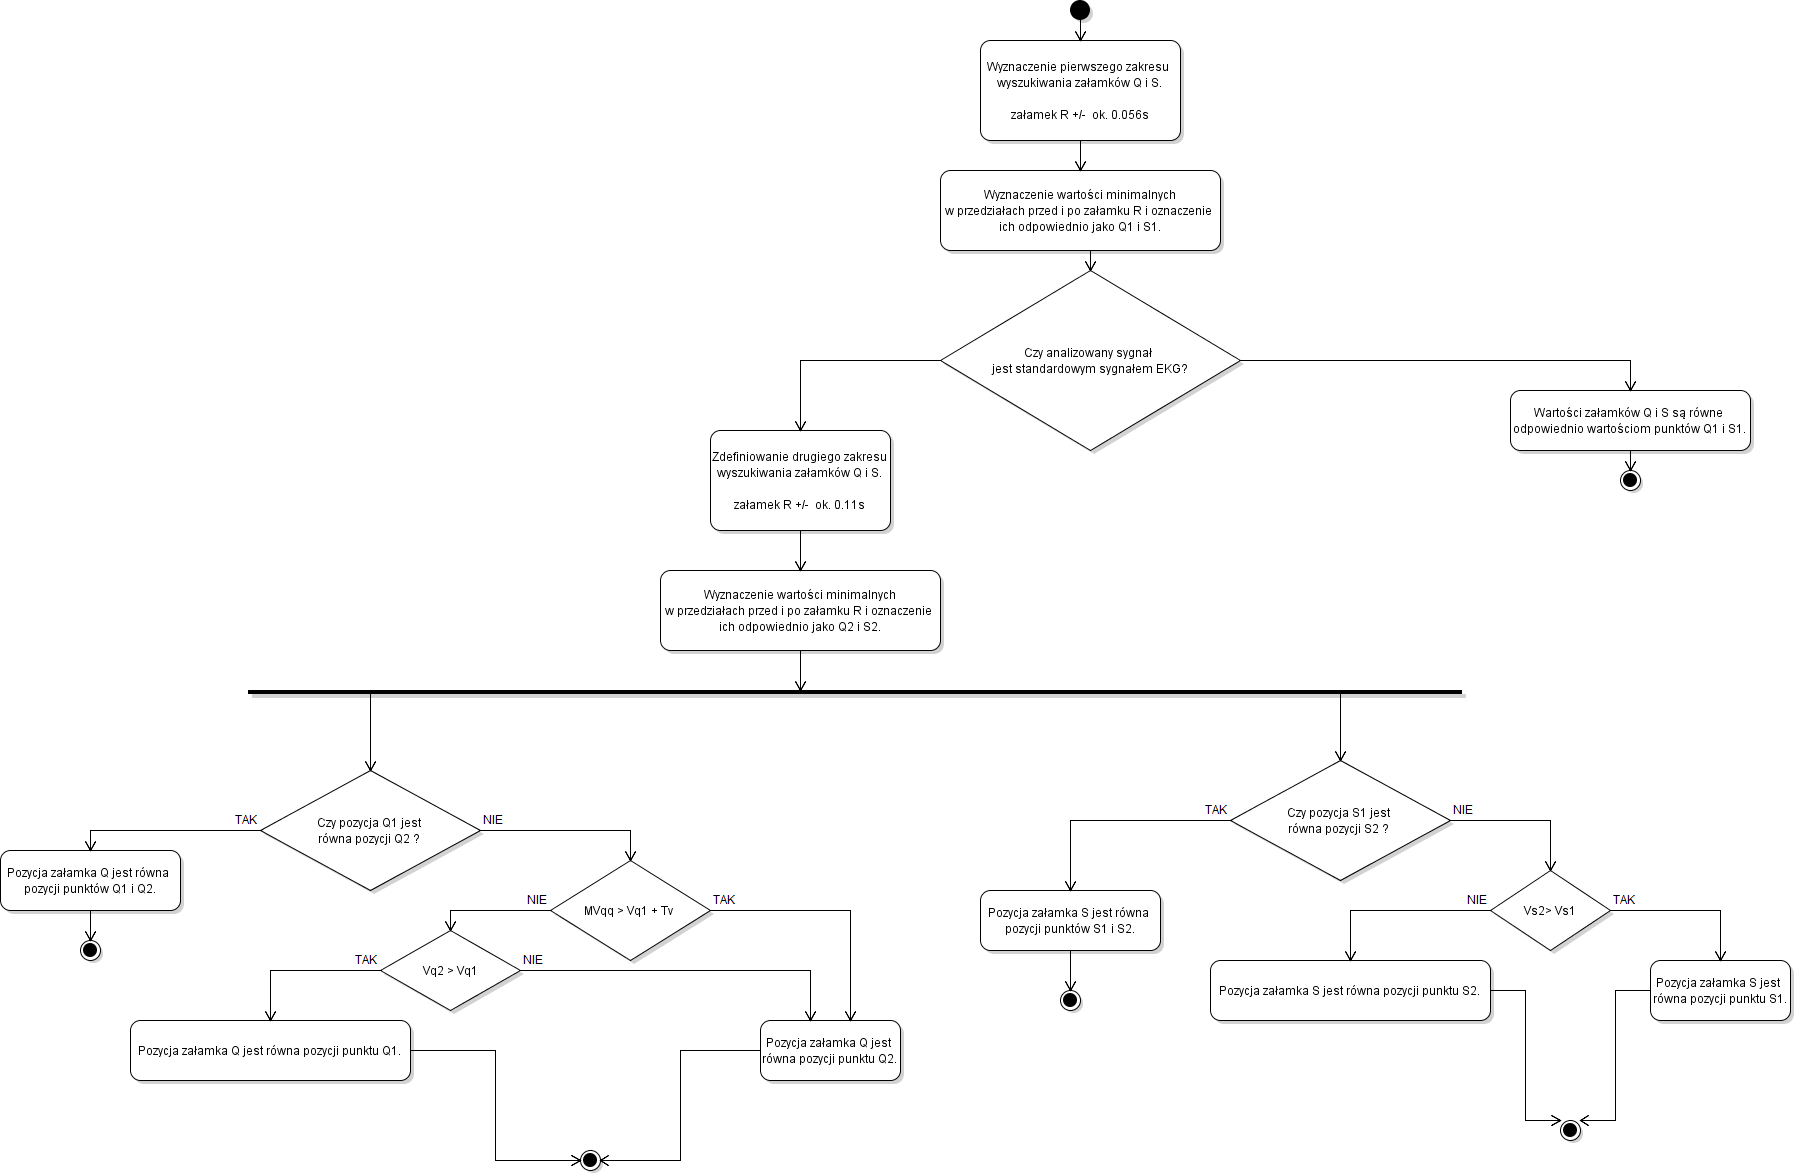 Wyznaczenie pierwszego zakresu
wyszukiwania załamków Q i S.
załamek R +/- ok. 0.056s
Wyznaczenie wartości minimalnych
w przedziałach przed i po załamku R i oznaczenie
ich odpowiednio jako Q1 i S1.
Czy analizowany sygnał
jest standardowym sygnałem EKG?
Wartości załamków Q i S są równe
odpowiednio wartościom punktów Q1 i S1.
Zdefiniowanie drugiego zakresu
wyszukiwania załamków Q i S.
załamek R +/- ok. 0.11s
Wyznaczenie wartości minimalnych
w przedziałach przed i po załamku R i oznaczenie
ich odpowiednio jako Q2 i S2.
TAK
Czy pozycja Q1 jest
równa pozycji Q2 ?
NIE
Pozycja załamka Q jest równa
pozycji punktów Q1 i Q2.
NIE
MVqq > Vq1 + Tv
TAK
TAK
Vq2 > Vq1
NIE
Pozycja załamka Q jest równa pozycji punktu Q1.
Pozycja załamka Q jest
równa pozycji punktu Q2.
TAK
Czy pozycja S1 jest
równa pozycji S2 ?
NIE
Pozycja załamka S jest równa
pozycji punktów S1 i S2.
NIE
Vs2> Vs1
TAK
Pozycja załamka S jest równa pozycji punktu S2.
Pozycja załamka S jest
równa pozycji punktu S1.